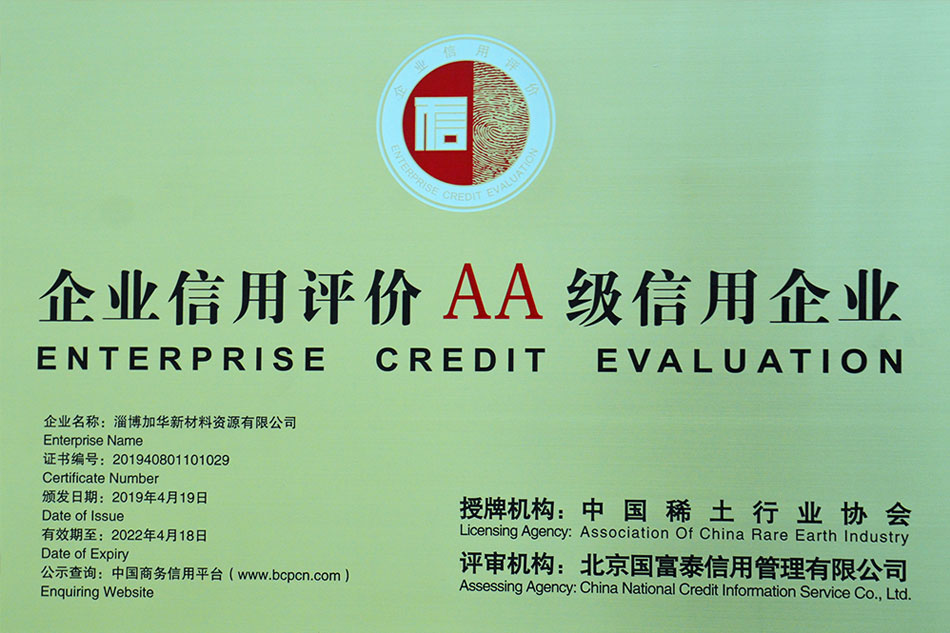 企业信用评价
信
ENTERPRISE CREDIT EVALUATION
企业信用评价 AA 级信用企业
ENTERPRISE CREDIT EVALUATION
企业名称：淄博加华新材料资源有限公司
Enterprise Name
证书编号：201940801101029
Certificate Number
颁发日期：2019年4月19日
Date of Issue
有效期至：2022年4月18日
Date of Expiry
公示查询：中国商务信用平台（www.bcpcn.com）
Enquiring Website
授牌机构：中国稀土行业协会
Licensing Agency: Association Of China Rare Earth Industry
评审机构：北京国富泰信用管理有限公司
Assessing Agency: China National Credit Information Service Co., Ltd.